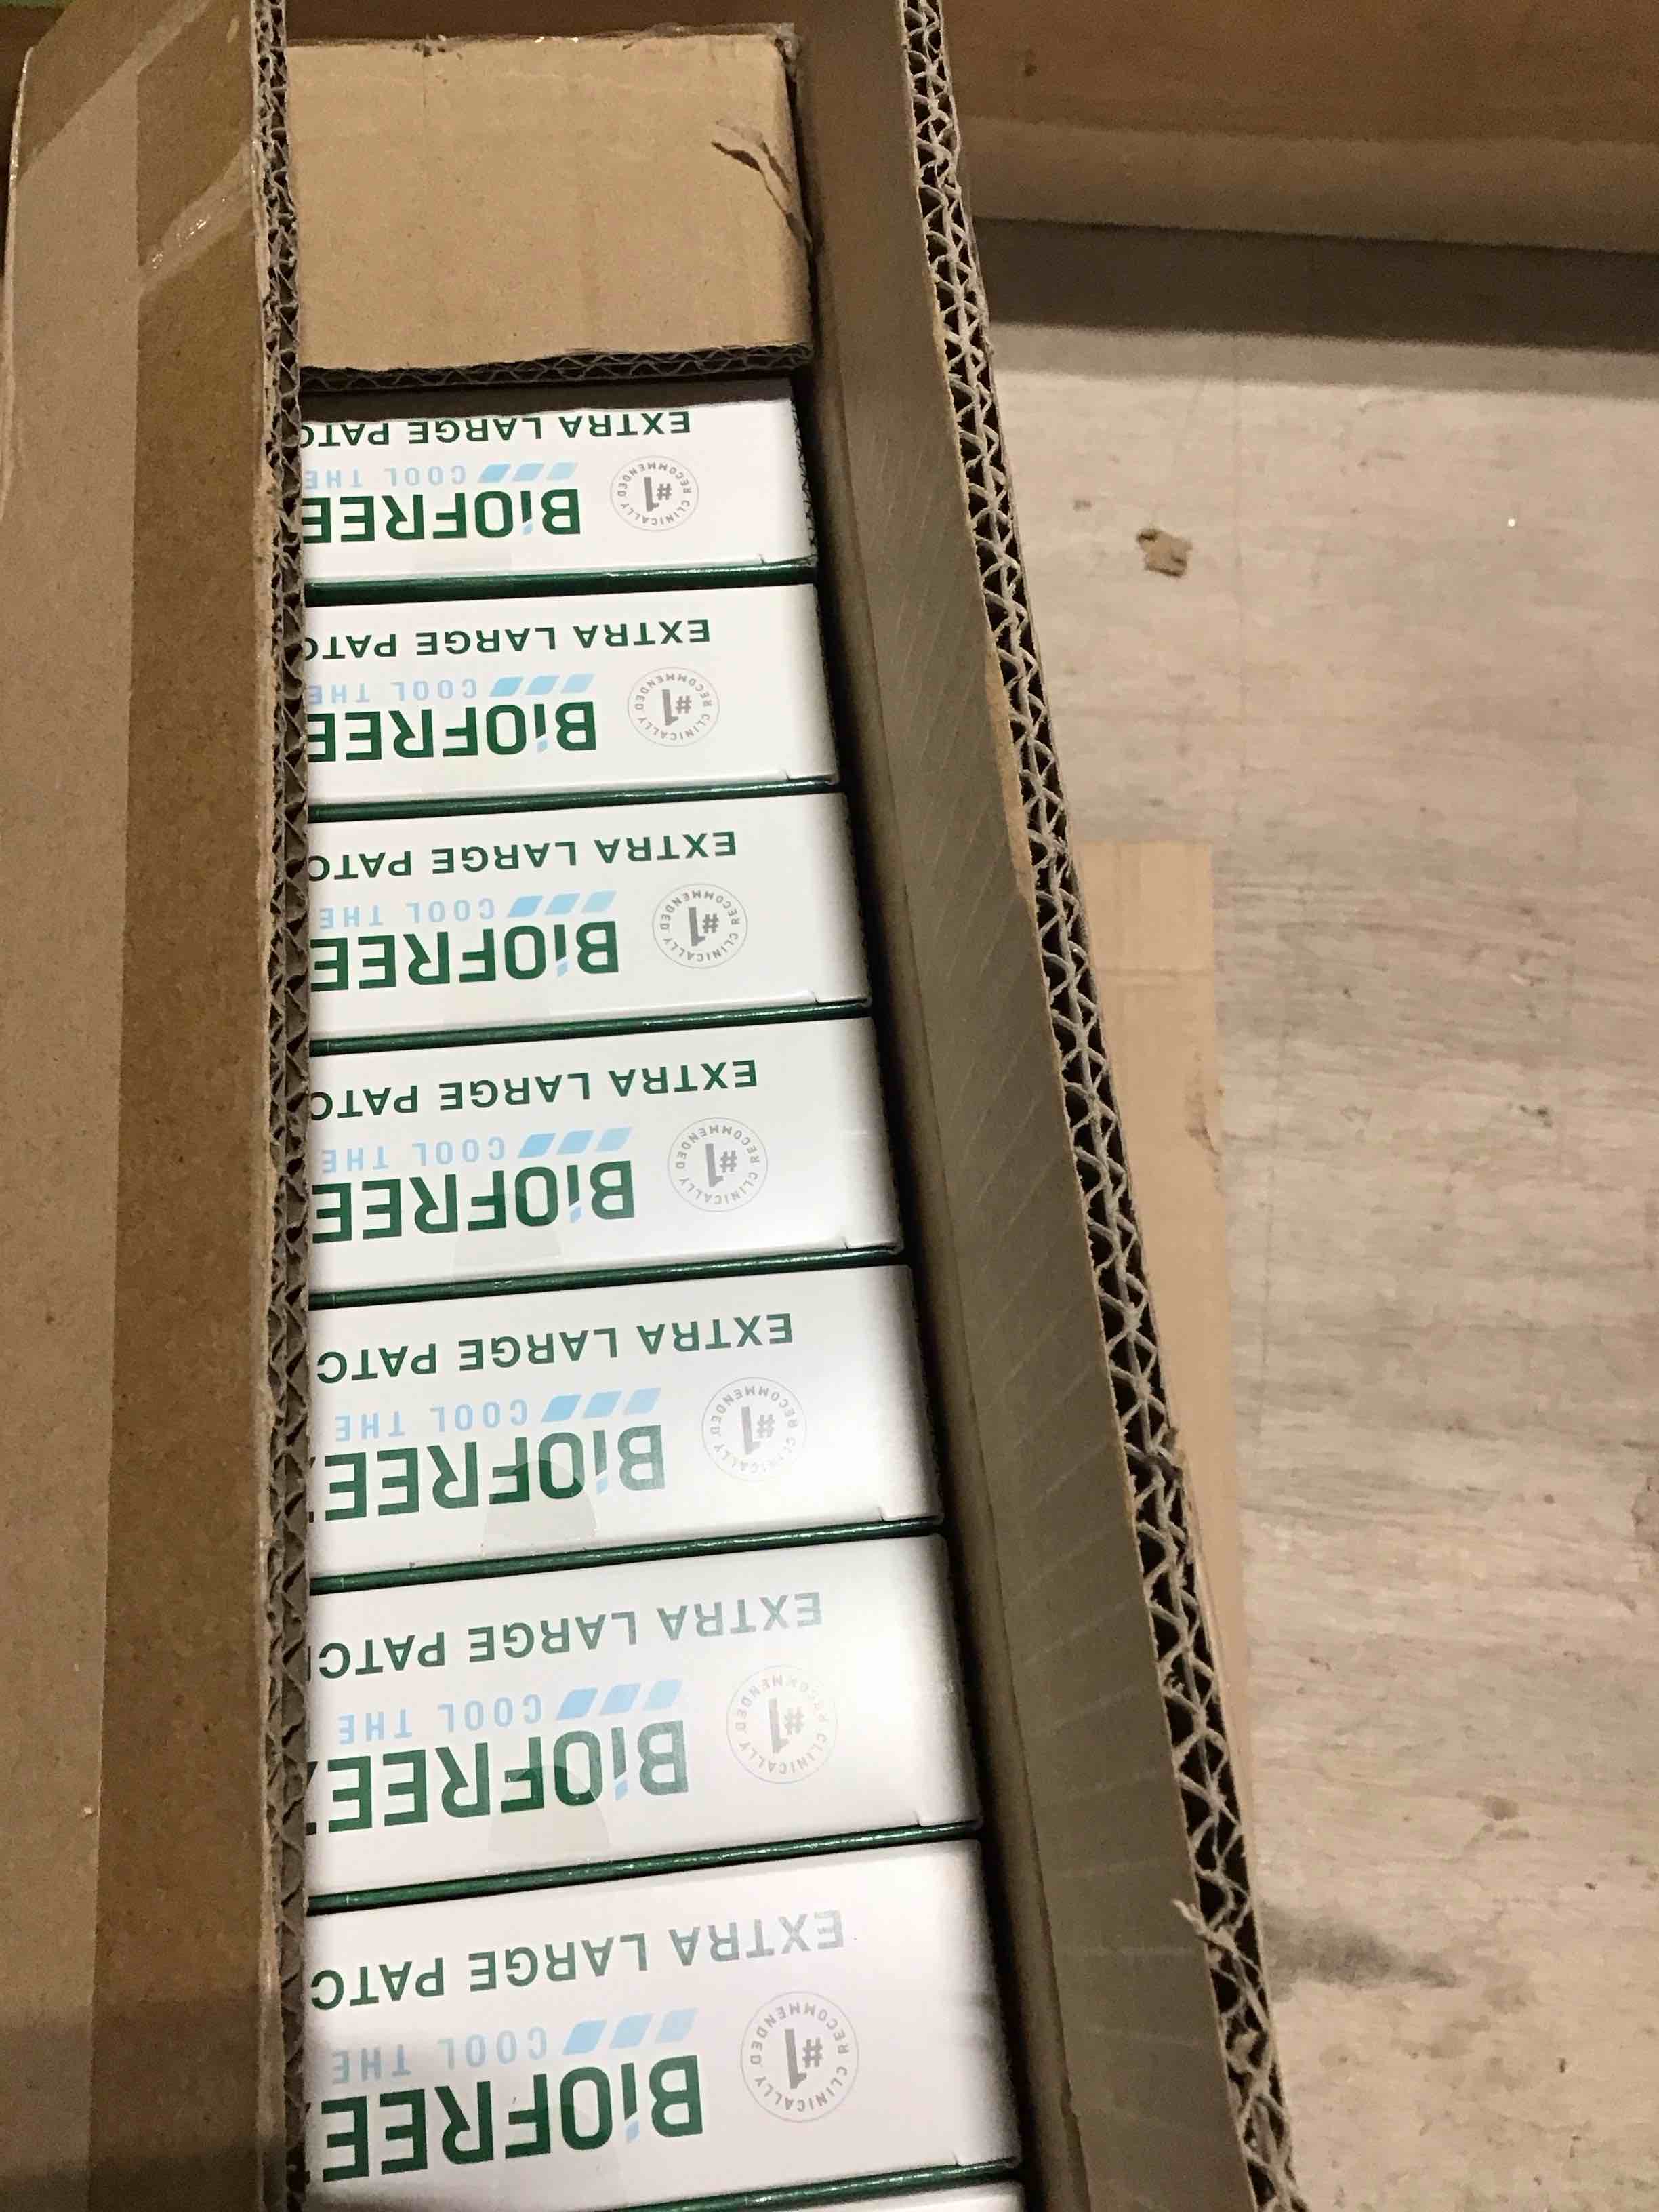 #1
CLINICALLY RECOMMENDED
BiOFREE
COOL THE
EXTRA LARGE PATC
#1
CLINICALLY RECOMMENDED
BiOFREEZ
COOL THE
EXTRA LARGE PATC
#1
CLINICALLY RECOMMENDED
BiOFREEZ
COOL THE
EXTRA LARGE PATC
#1
CLINICALLY RECOMMENDED
BiOFREE
COOL THE
EXTRA LARGE PATC
#1
CLINICALLY RECOMMENDED
BiOFREE
COOL THE
EXTRA LARGE PATC
#1
CLINICALLY RECOMMENDED
BiOFREE
COOL THE
EXTRA LARGE PATC
#1
CLINICALLY RECOMMENDED
BiOFREE
COOL THE
EXTRA LARGE PATC